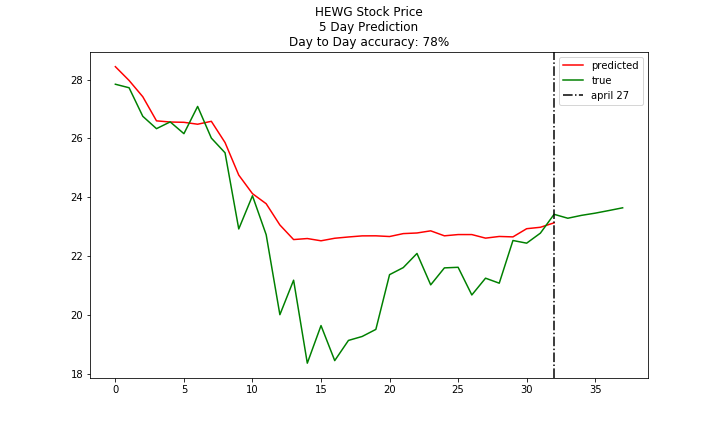 HEWG Stock Price
5 Day Prediction
Day to Day accuracy: 78%
predicted
true
april 27
28
26
24
22
20
18
0 5 10 15 20 25 30 35